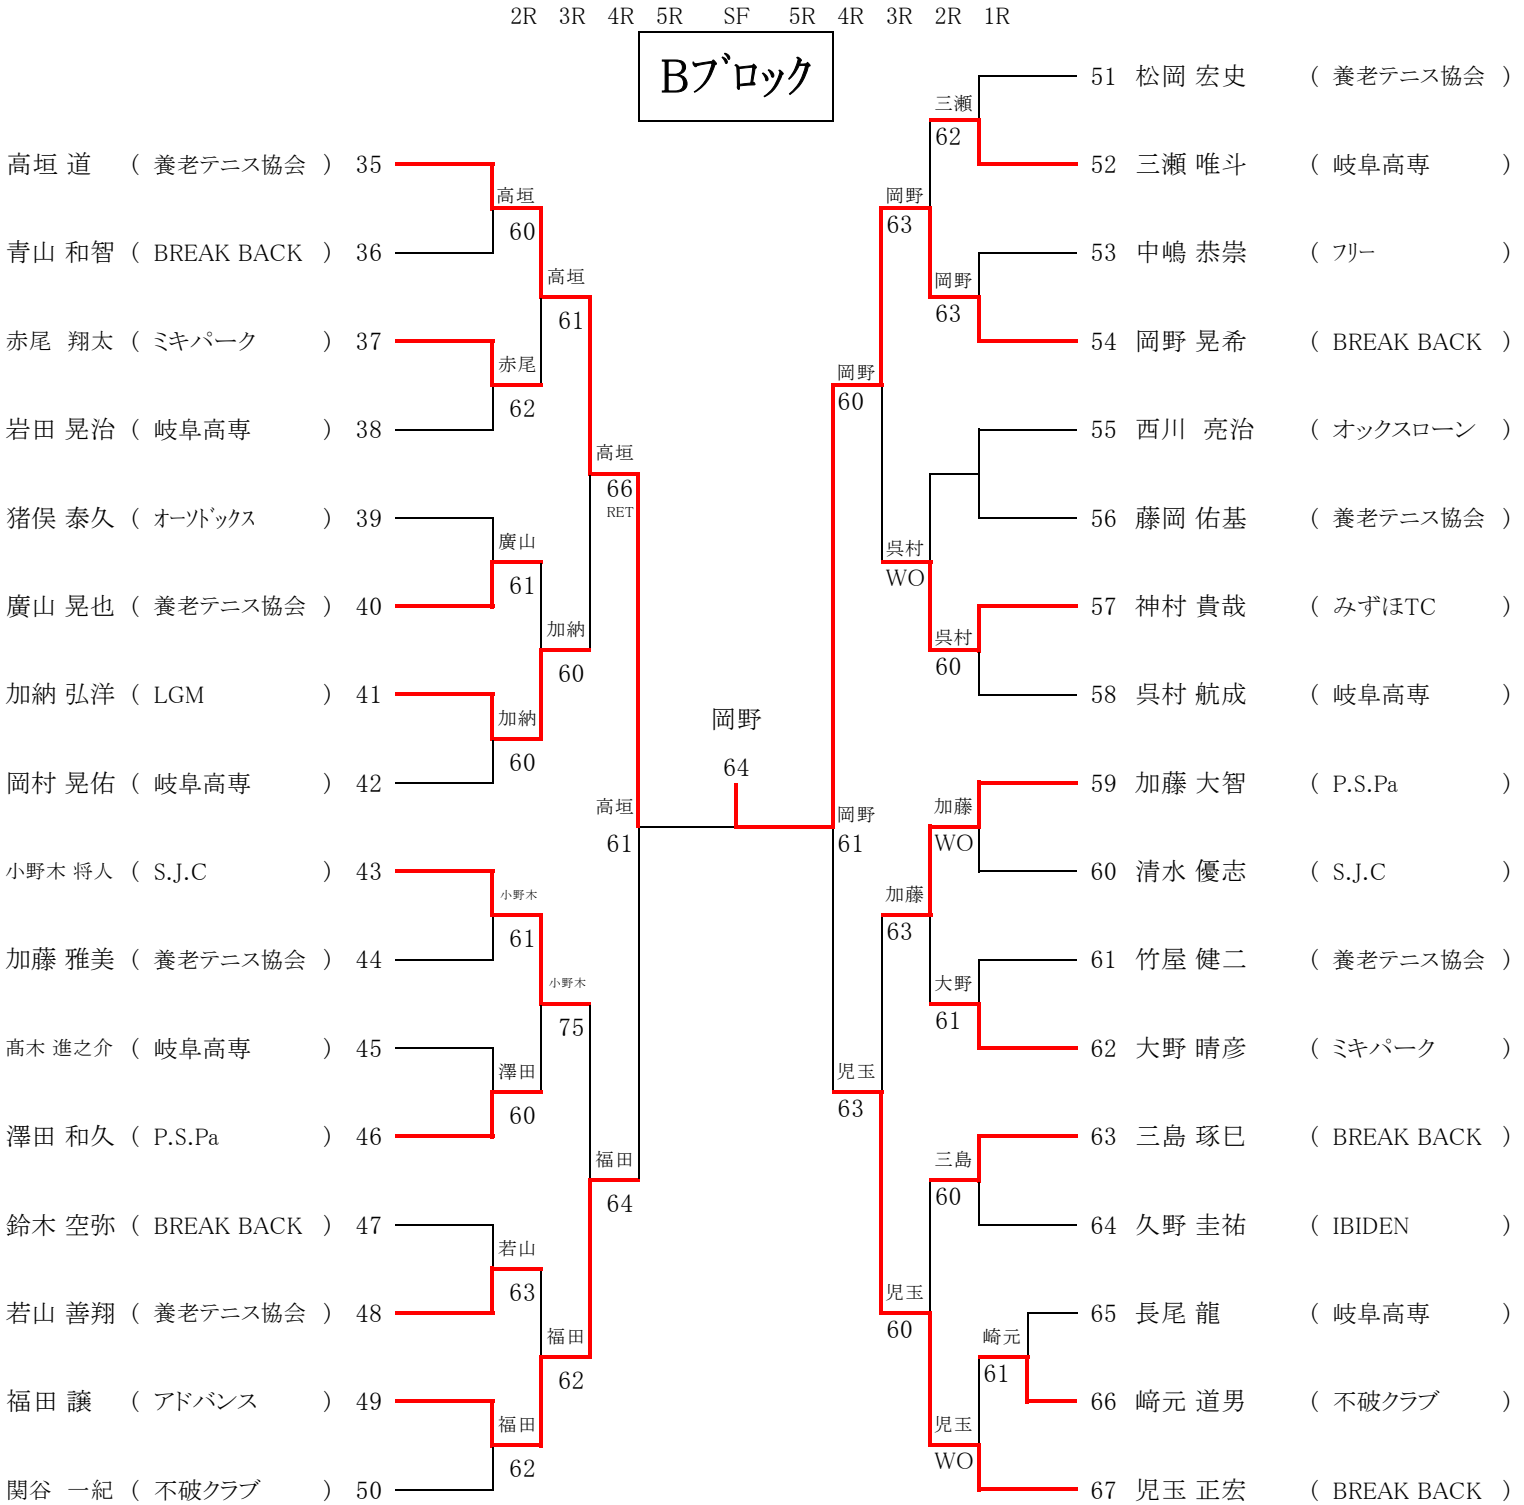 2R 3R 4R 5R SF 5R 4R 3R 2R 1R
Bブロック
高垣 道 ( 養老テニス協会 ) 35
青山 和智 ( BREAK BACK ) 36
赤尾 翔太 ( ミキパーク ) 37
岩田 晃治 ( 岐阜高専 ) 38
猪俣 泰久 ( オーソドックス ) 39
廣山 晃也 ( 養老テニス協会 ) 40
加納 弘洋 ( LGM ) 41
岡村 晃佑 ( 岐阜高専 ) 42
小野木 将人 ( S.J.C ) 43
加藤 雅美 ( 養老テニス協会 ) 44
髙木 進之介 ( 岐阜高専 ) 45
澤田 和久 ( P.S.Pa ) 46
鈴木 空弥 ( BREAK BACK ) 47
若山 善翔 ( 養老テニス協会 ) 48
福田 譲 ( アドバンス ) 49
関谷 一紀 ( 不破クラブ ) 50
高垣
60
赤尾
62
廣山
61
加納
60
小野木
61
澤田
60
若山
63
福田
62
高垣
61
加納
60
小野木
75
福田
62
高垣
66
RET
福田
64
高垣
61
岡野
64
岡野
61
岡野
60
児玉
63
岡野
63
呉村
WO
加藤
63
児玉
60
三瀬
62
岡野
63
呉村
60
加藤
WO
大野
61
三島
60
児玉
WO
崎元
61
51 松岡 宏史 ( 養老テニス協会 )
52 三瀬 唯斗 ( 岐阜高専 )
53 中嶋 恭崇 ( フリー )
54 岡野 晃希 ( BREAK BACK )
55 西川 亮治 ( オックスローン )
56 藤岡 佑基 ( 養老テニス協会 )
57 神村 貴哉 ( みずほTC )
58 呉村 航成 ( 岐阜高専 )
59 加藤 大智 ( P.S.Pa )
60 清水 優志 ( S.J.C )
61 竹屋 健二 ( 養老テニス協会 )
62 大野 晴彦 ( ミキパーク )
63 三島 琢巳 ( BREAK BACK )
64 久野 圭祐 ( IBIDEN )
65 長尾 龍 ( 岐阜高専 )
66 﨑元 道男 ( 不破クラブ )
67 児玉 正宏 ( BREAK BACK )